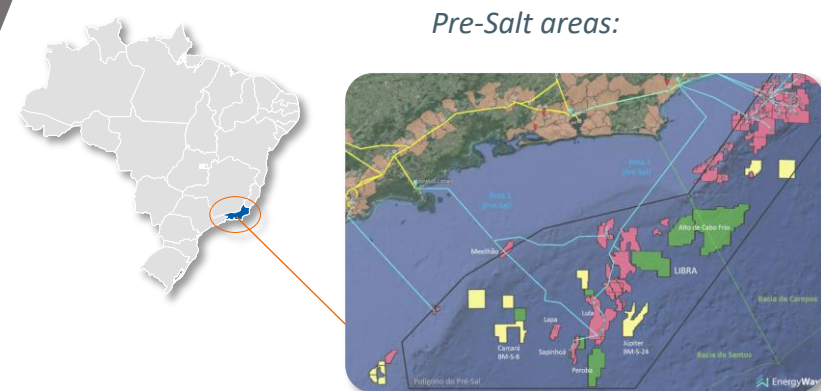 Pre-Salt areas:
Rota 2
(Pré-Sal)
Rota 1
(Pré-Sal)
Mexilhão
Alto de Cabo Frio
LIBRA
Bacia de Campos
Lapa
Lula
Carcará
BM-S-8
Sapinhoá
Júpiter
BM-S-24
Bacia de Santos
Peroba
Polígono do Pré-Sal
EnergyWay